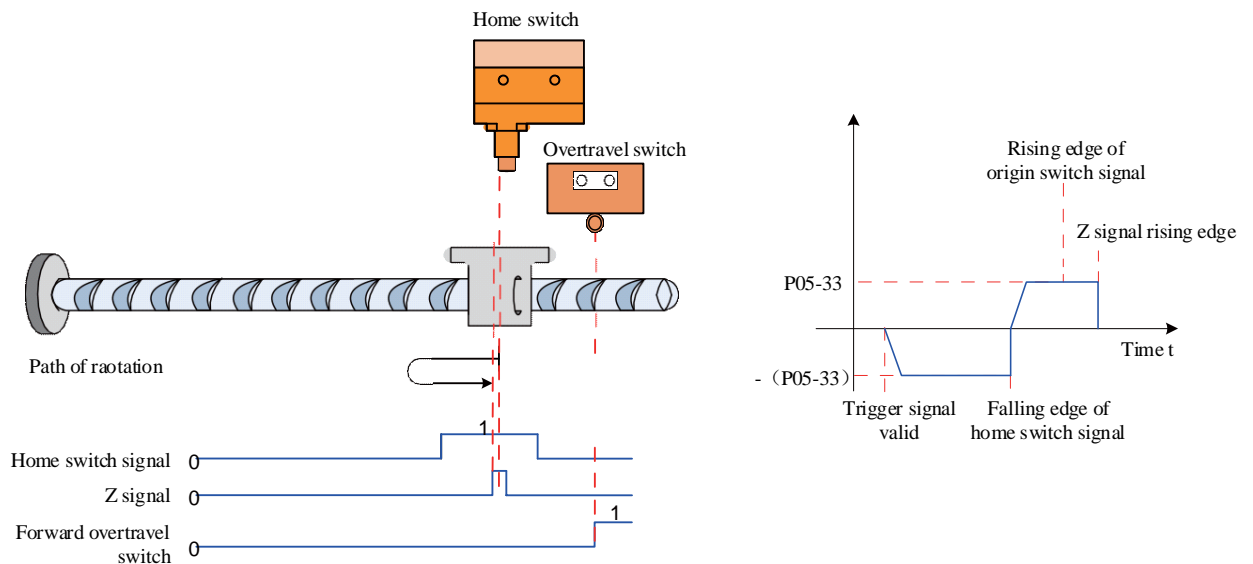 Home switch
Overtravel switch
Path of raotation
1
Home switch signal 0
Z signal 0
1
Forward overtravel
switch 0
Rising edge of
origin switch signal
Z signal rising edge
P05-33
Time t
-（P05-33）
Trigger signal
valid
Falling edge of
home switch signal